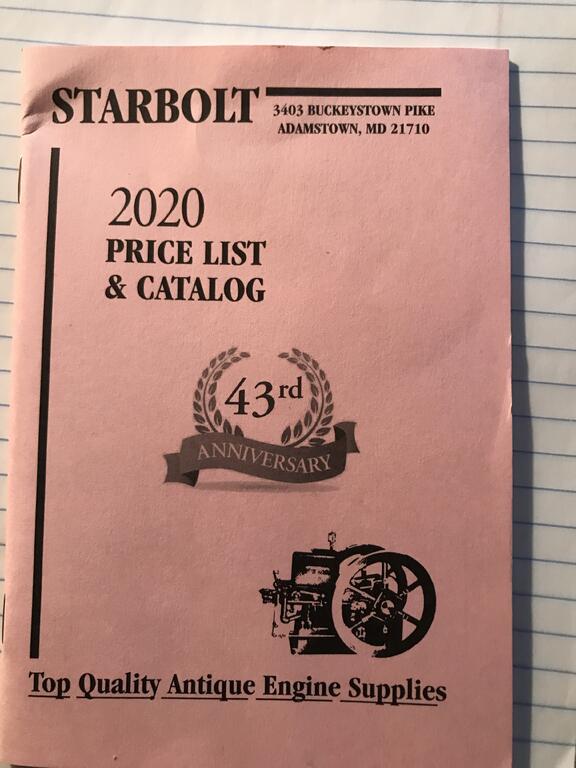 STARBOLT
3403 BUCKEYSTOWN PIKE
ADAMSTOWN, MD 21710
2020
PRICE LIST
& CATALOG
43rd
ANNIVERSARY
Top Quality Antique Engine Supplies